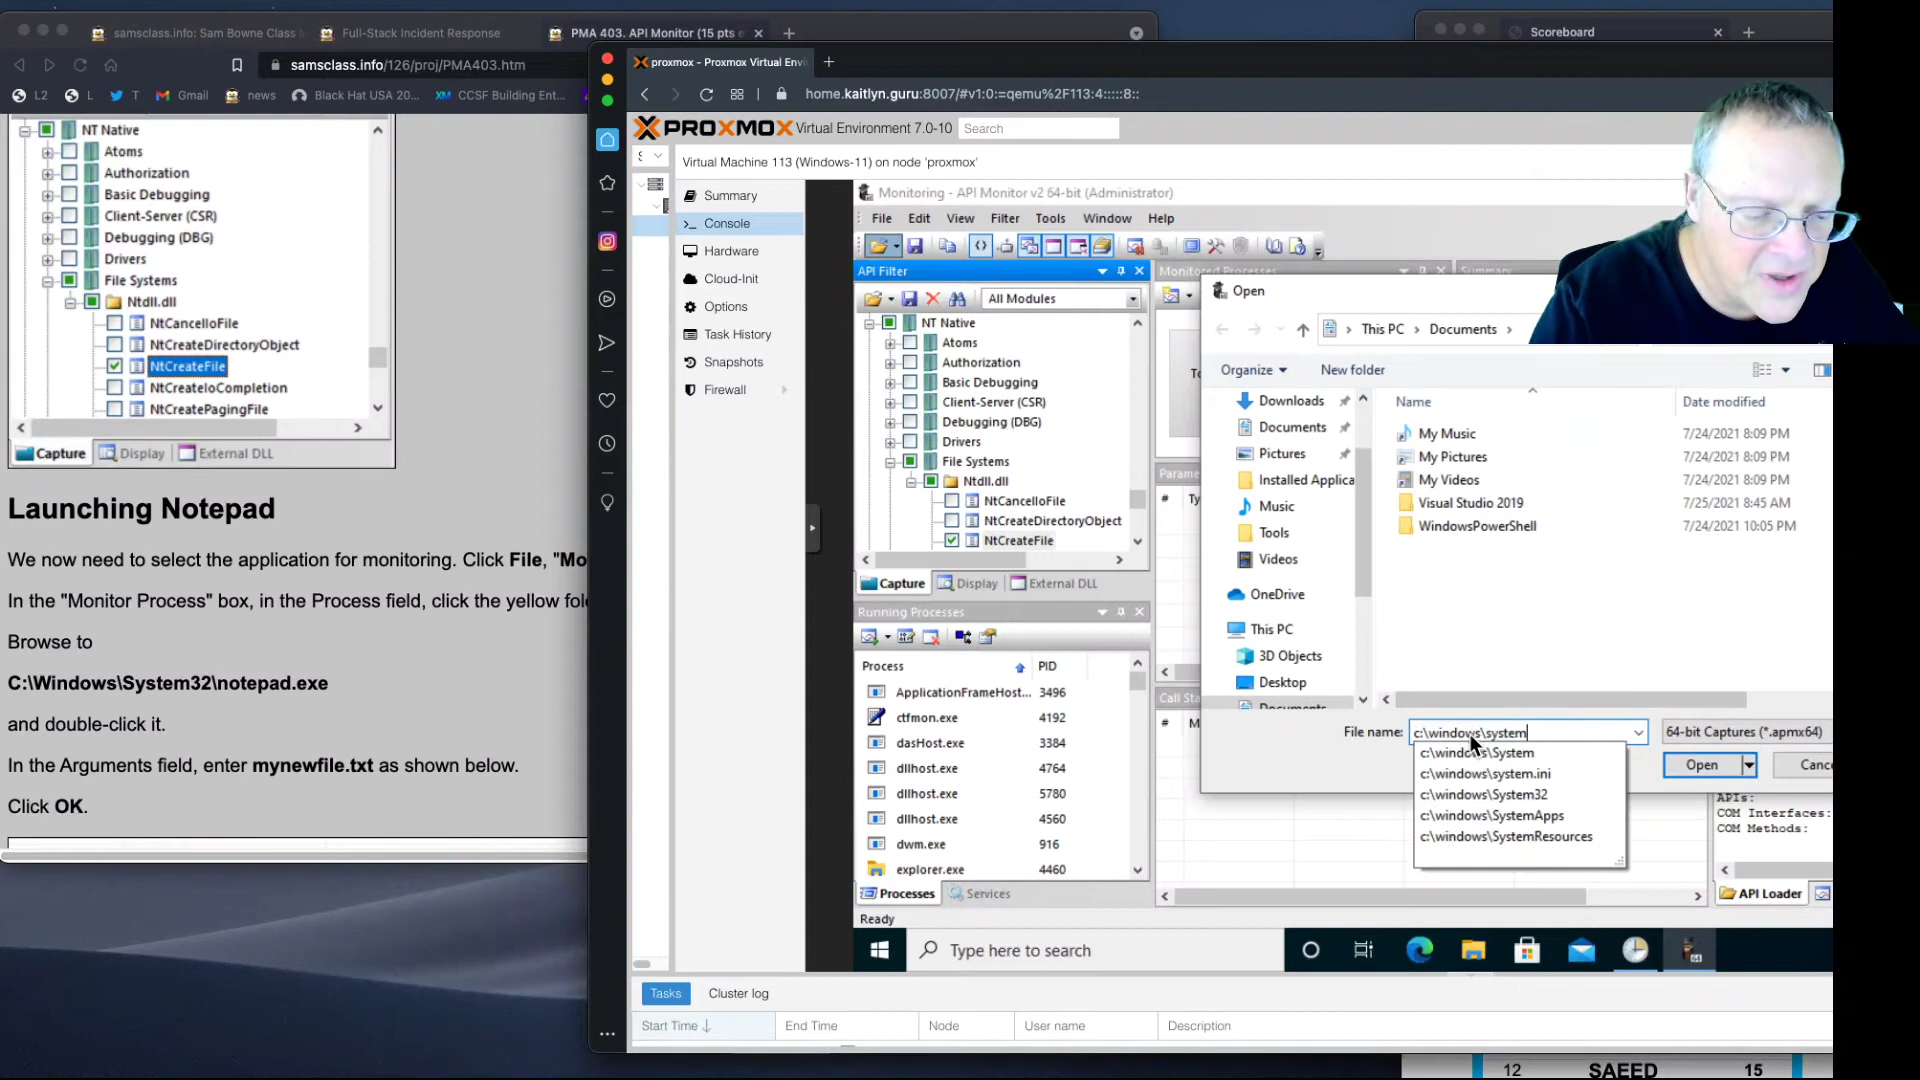 samsclass.info: Sam Bowne Class
Full-Stack Incident Response
PMA 403. API Monitor (15 pts e
Scoreboard
samsclass.info/126/proj/PMA403.htm
L2
L
T
Gmail
news
Black Hat USA 20...
CCSF Building Ent...
NT Native
Atoms
Authorization
Basic Debugging
Client-Server (CSR)
Debugging (DBG)
Drivers
File Systems
Ntdll.dll
NtCancelIoFile
NtCreateDirectoryObject
NtCreateFile
NtCreateIoCompletion
NtCreatePagingFile
Capture
Display
External DLL
Launching Notepad
We now need to select the application for monitoring. Click File, "Mo
In the "Monitor Process" box, in the Process field, click the yellow fol
Browse to
C:\Windows\System32\notepad.exe
and double-click it.
In the Arguments field, enter mynewfile.txt as shown below.
Click OK.
proxmox - Proxmox Virtual Envi
home.kaitlyn.guru:8007/#v1:0:=qemu%2F113:4:::::8::
PROXMOX Virtual Environment 7.0-10
Search
Virtual Machine 113 (Windows-11) on node 'proxmox'
Summary
Console
Hardware
Cloud-Init
Options
Task History
Snapshots
Firewall
Monitoring - API Monitor v2 64-bit (Administrator)
File Edit View Filter Tools Window Help
API Filter
All Modules
NT Native
Atoms
Authorization
Basic Debugging
Client-Server (CSR)
Debugging (DBG)
Drivers
File Systems
Ntdll.dll
NtCancelIoFile
NtCreateDirectoryObject
NtCreateFile
Capture
Display
External DLL
Running Processes
Process PID
ApplicationFrameHost... 3496
ctfmon.exe 4192
dasHost.exe 3384
dllhost.exe 4764
dllhost.exe 5780
dllhost.exe 4560
dwm.exe 916
explorer.exe 4460
Processes
Services
Ready
Monitored Processes
Summary
Open
This PC
Documents
Organize
New folder
Downloads
Documents
Pictures
Installed Applica
Music
Tools
Videos
OneDrive
This PC
3D Objects
Desktop
Documents
Name Date modified
My Music 7/24/2021 8:09 PM
My Pictures 7/24/2021 8:09 PM
My Videos 7/24/2021 8:09 PM
Visual Studio 2019 7/25/2021 8:45 AM
WindowsPowerShell 7/24/2021 10:05 PM
Param
# Ty
Call Sta
# M
File name: c:\windows\system
64-bit Captures (*.apmx64)
c:\windows\System
c:\windows\system.ini
c:\windows\System32
c:\windows\SystemApps
c:\windows\SystemResources
Open
Canc
APIs:
COM Interfaces:
COM Methods:
API Loader
Type here to search
64
Tasks
Cluster log
Start Time End Time Node User name Description
12 SAEED 15